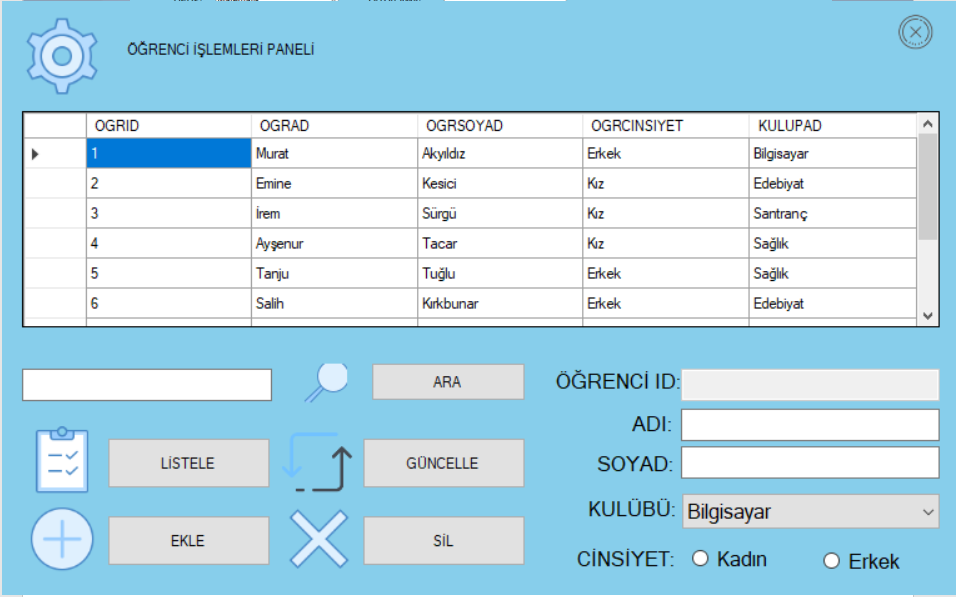 ÖĞRENCİ İŞLEMLERİ PANELİ
OGRID OGRAD OGRSOYAD OGRCINSIYET KULUPAD
1 Murat Akyıldız Erkek Bilgisayar
2 Emine Kesici Kız Edebiyat
3 İrem Sürgü Kız Santranç
4 Ayşenur Tacar Kız Sağlık
5 Tanju Tuğlu Erkek Sağlık
6 Salih Kırkbunar Erkek Edebiyat
ARA
LİSTELE
GÜNCELLE
EKLE
SİL
ÖĞRENCİ ID:
ADI:
SOYAD:
KULÜBÜ: Bilgisayar
CİNSİYET: Kadın Erkek